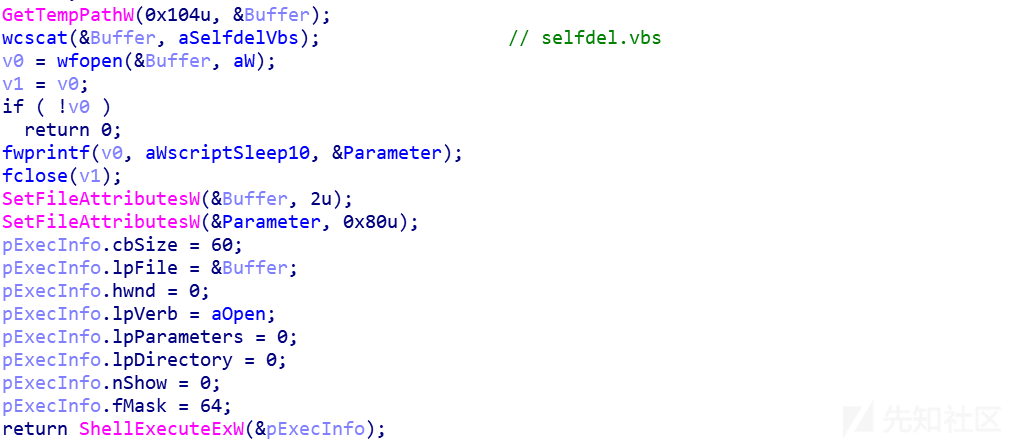 GetTempPathW(0x104u, &Buffer);
wcscat(&Buffer, aSelfdelVbs);                 // selfdel.vbs
v0 = wfopen(&Buffer, aW);
v1 = v0;
if ( !v0 )
  return 0;
fwprintf(v0, aWscriptSleep10, &Parameter);
fclose(v1);
SetFileAttributesW(&Buffer, 2u);
SetFileAttributesW(&Parameter, 0x80u);
pExecInfo.cbSize = 60;
pExecInfo.lpFile = &Buffer;
pExecInfo.hwnd = 0;
pExecInfo.lpVerb = aOpen;
pExecInfo.lpParameters = 0;
pExecInfo.lpDirectory = 0;
pExecInfo.nShow = 0;
pExecInfo.fMask = 64;
return ShellExecuteExW(&pExecInfo);
先知社区